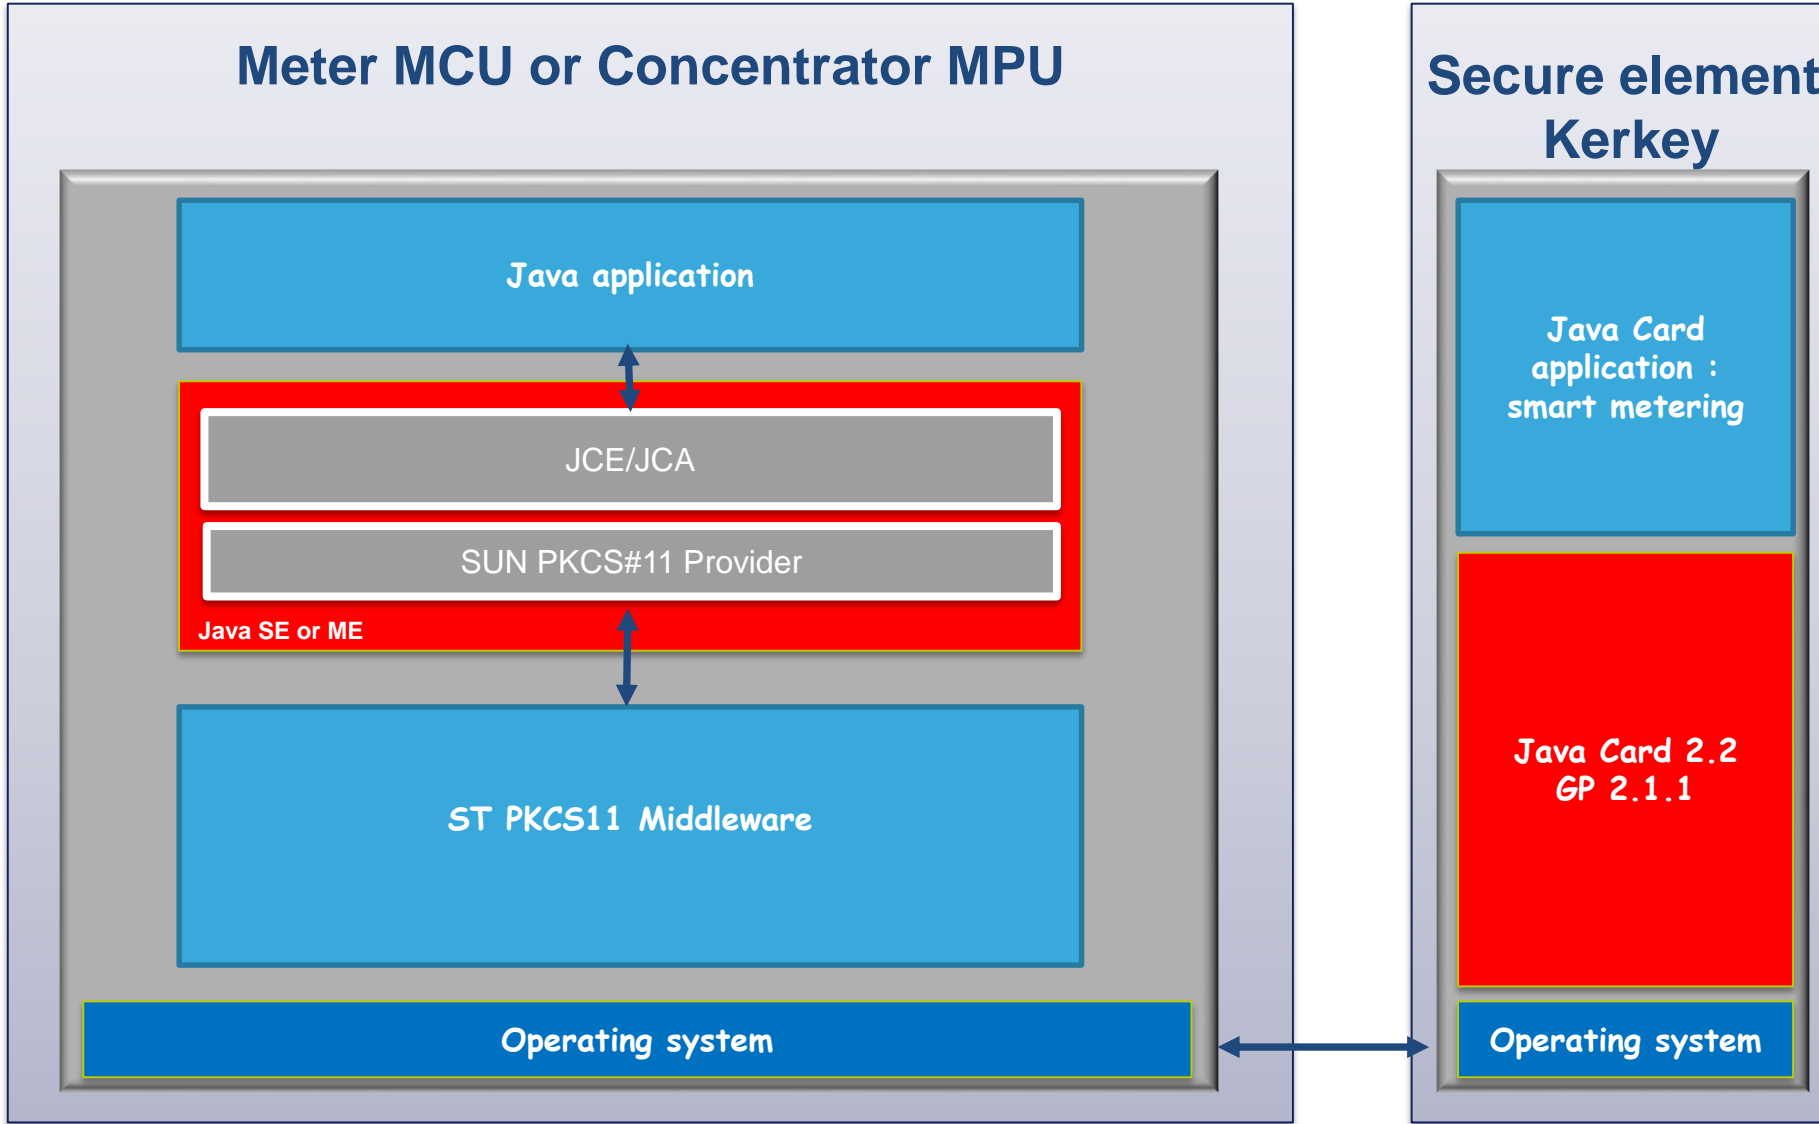 Meter MCU or Concentrator MPU
Java application
JCE/JCA
SUN PKCS#11 Provider
Java SE or ME
ST PKCS11 Middleware
Operating system
Secure element
Kerkey
Java Card
application :
smart metering
Java Card 2.2
GP 2.1.1
Operating system